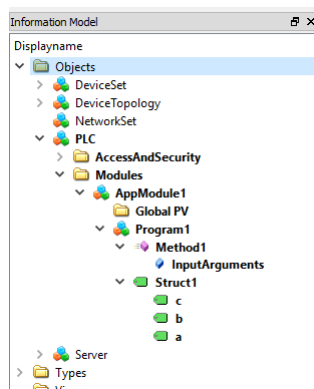 Information Model
Displayname
Objects
DeviceSet
DeviceTopology
NetworkSet
PLC
AccessAndSecurity
Modules
AppModule1
Global PV
Program1
Method1
InputArguments
Struct1
c
b
a
Server
Types